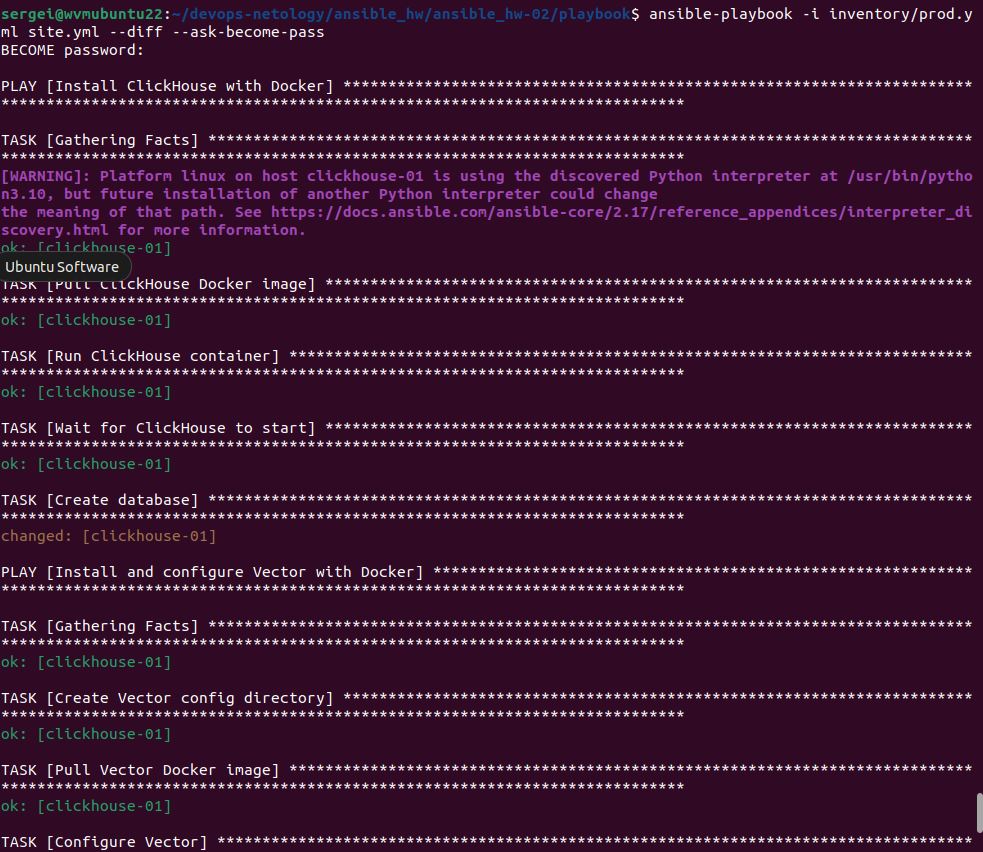 sergei@wvmubuntu22:~/devops-netology/ansible_hw/ansible_hw-02/playbook$ ansible-playbook -i inventory/prod.y
ml site.yml --diff --ask-become-pass
BECOME password:
PLAY [Install ClickHouse with Docker] **********************************************************************
****************************************************************************
TASK [Gathering Facts] *************************************************************************************
****************************************************************************
[WARNING]: Platform linux on host clickhouse-01 is using the discovered Python interpreter at /usr/bin/pytho
n3.10, but future installation of another Python interpreter could change
the meaning of that path. See https://docs.ansible.com/ansible-core/2.17/reference_appendices/interpreter_di
scovery.html for more information.
ok: [clickhouse-01]
Ubuntu Software
TASK [Pull ClickHouse Docker image] ************************************************************************
****************************************************************************
ok: [clickhouse-01]
TASK [Run ClickHouse container] ****************************************************************************
****************************************************************************
ok: [clickhouse-01]
TASK [Wait for ClickHouse to start] ************************************************************************
****************************************************************************
ok: [clickhouse-01]
TASK [Create database] *************************************************************************************
****************************************************************************
changed: [clickhouse-01]
PLAY [Install and configure Vector with Docker] ************************************************************
****************************************************************************
TASK [Gathering Facts] *************************************************************************************
****************************************************************************
ok: [clickhouse-01]
TASK [Create Vector config directory] **********************************************************************
****************************************************************************
ok: [clickhouse-01]
TASK [Pull Vector Docker image] ****************************************************************************
****************************************************************************
ok: [clickhouse-01]
TASK [Configure Vector] ************************************************************************************